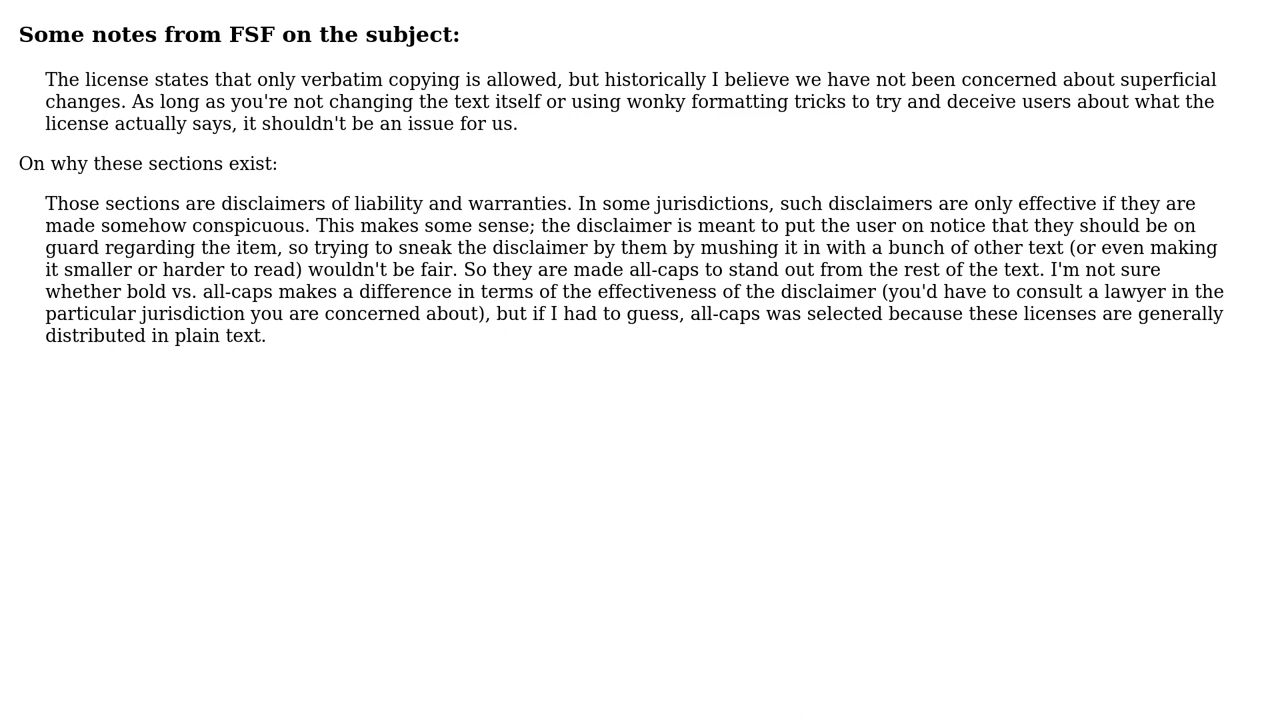 Some notes from FSF on the subject:
The license states that only verbatim copying is allowed, but historically I believe we have not been concerned about superficial
changes. As long as you're not changing the text itself or using wonky formatting tricks to try and deceive users about what the
license actually says, it shouldn't be an issue for us.
On why these sections exist:
Those sections are disclaimers of liability and warranties. In some jurisdictions, such disclaimers are only effective if they are
made somehow conspicuous. This makes some sense; the disclaimer is meant to put the user on notice that they should be on
guard regarding the item, so trying to sneak the disclaimer by them by mushing it in with a bunch of other text (or even making
it smaller or harder to read) wouldn't be fair. So they are made all-caps to stand out from the rest of the text. I'm not sure
whether bold vs. all-caps makes a difference in terms of the effectiveness of the disclaimer (you'd have to consult a lawyer in the
particular jurisdiction you are concerned about), but if I had to guess, all-caps was selected because these licenses are generally
distributed in plain text.